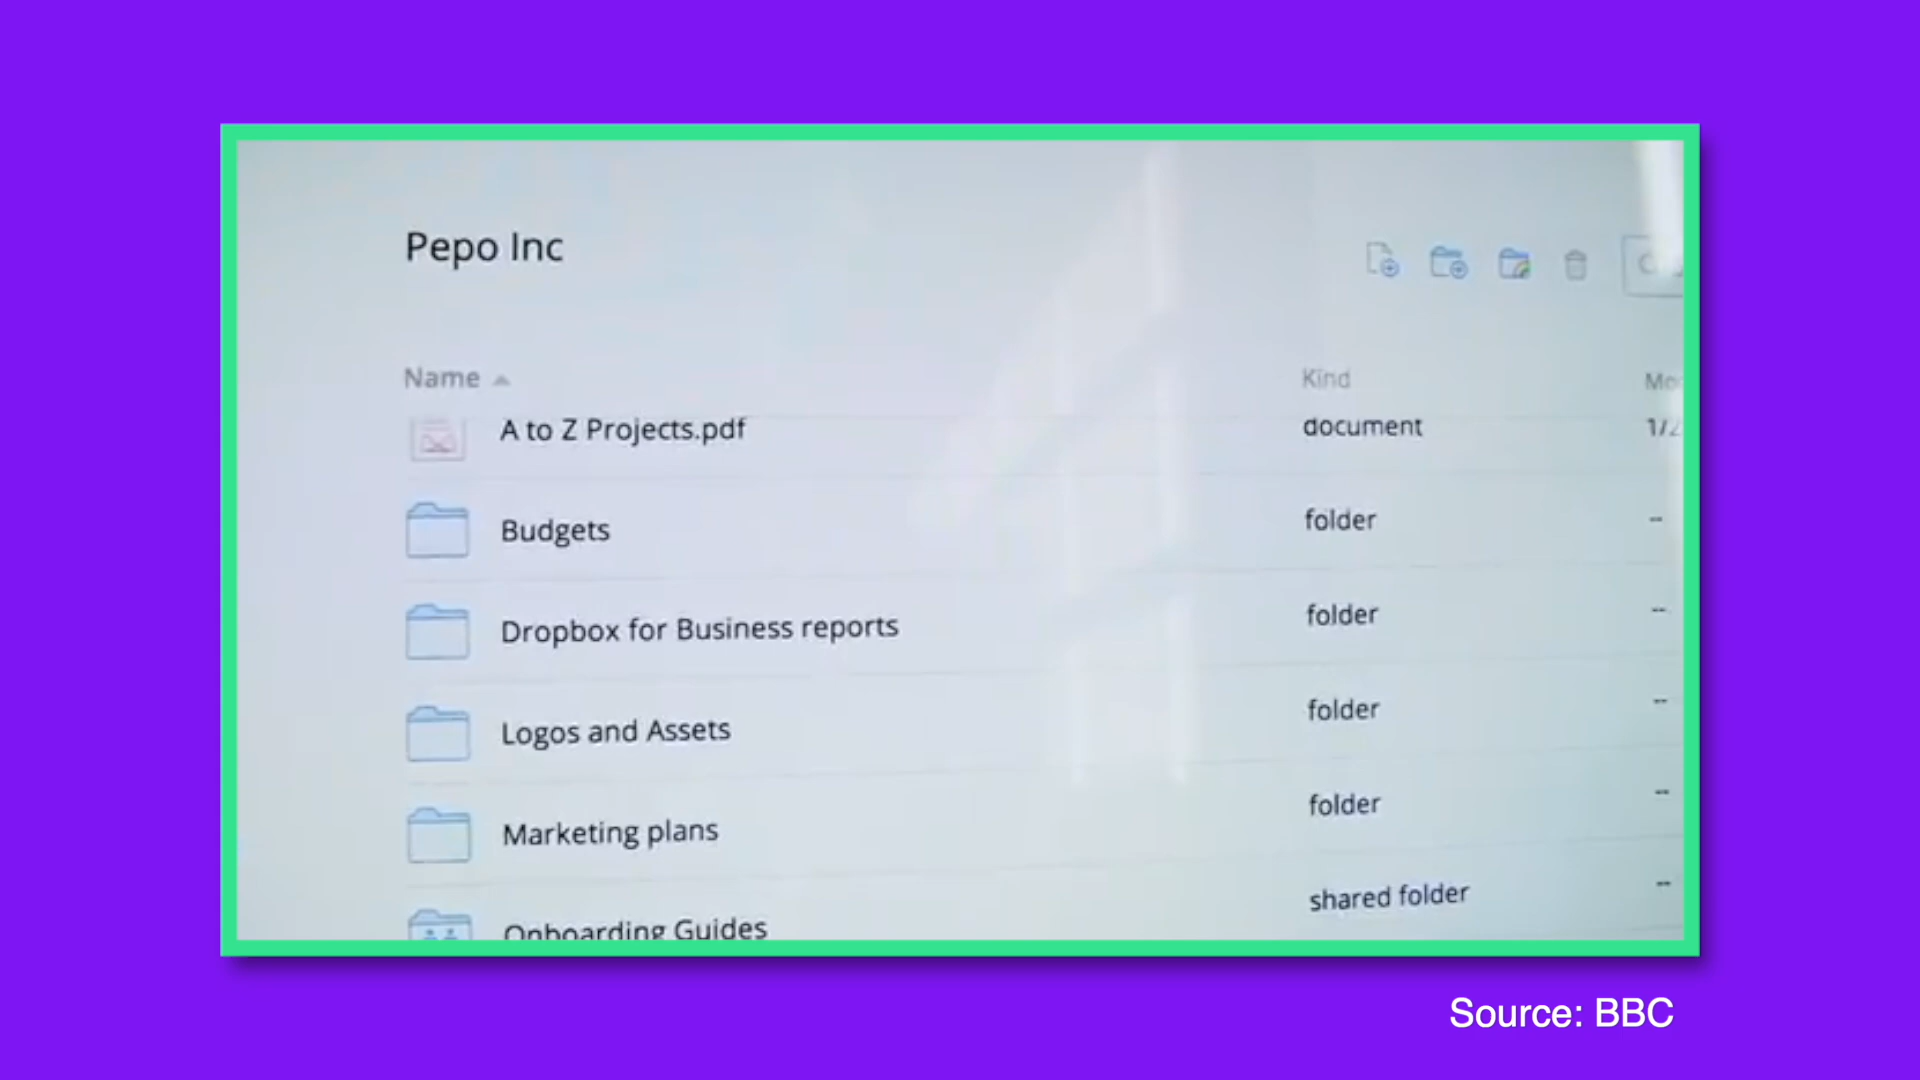 Pepo Inc
Name Kind
A to Z Projects.pdf document
Budgets folder --
Dropbox for Business reports folder --
Logos and Assets folder --
Marketing plans folder --
Onboarding Guides shared folder --
Source: BBC